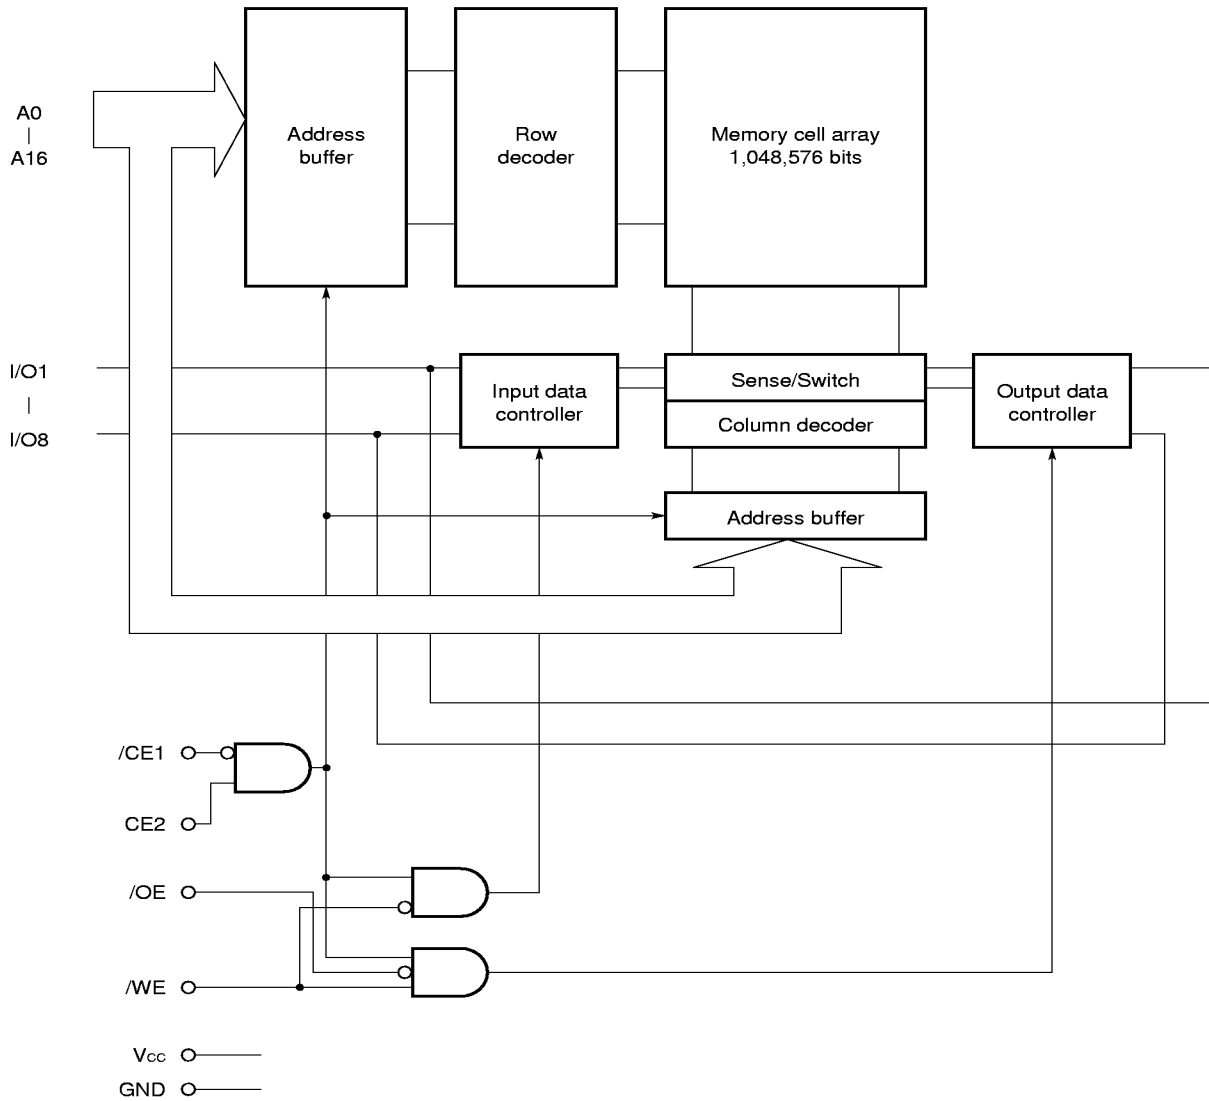 A0
|
A16
Address
buffer
Row
decoder
Memory cell array
1,048,576 bits
I/O1
|
I/O8
Input data
controller
Sense/Switch
Column decoder
Output data
controller
Address buffer
/CE1
CE2
/OE
/WE
Vcc
GND